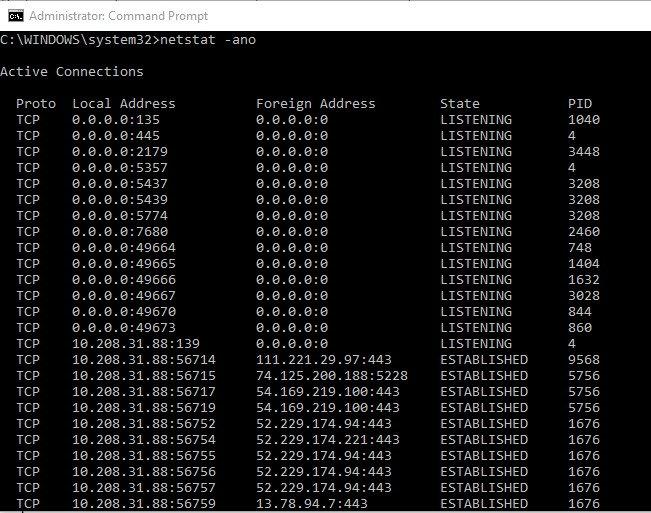 Administrator: Command Prompt
C:\WINDOWS\system32>netstat -ano
Active Connections
Proto Local Address Foreign Address State PID
TCP 0.0.0.0:135 0.0.0.0:0 LISTENING 1040
TCP 0.0.0.0:445 0.0.0.0:0 LISTENING 4
TCP 0.0.0.0:2179 0.0.0.0:0 LISTENING 3448
TCP 0.0.0.0:5357 0.0.0.0:0 LISTENING 4
TCP 0.0.0.0:5437 0.0.0.0:0 LISTENING 3208
TCP 0.0.0.0:5439 0.0.0.0:0 LISTENING 3208
TCP 0.0.0.0:5774 0.0.0.0:0 LISTENING 3208
TCP 0.0.0.0:7680 0.0.0.0:0 LISTENING 2460
TCP 0.0.0.0:49664 0.0.0.0:0 LISTENING 748
TCP 0.0.0.0:49665 0.0.0.0:0 LISTENING 1404
TCP 0.0.0.0:49666 0.0.0.0:0 LISTENING 1632
TCP 0.0.0.0:49667 0.0.0.0:0 LISTENING 3028
TCP 0.0.0.0:49670 0.0.0.0:0 LISTENING 844
TCP 0.0.0.0:49673 0.0.0.0:0 LISTENING 860
TCP 10.208.31.88:139 0.0.0.0:0 LISTENING 4
TCP 10.208.31.88:56714 111.221.29.97:443 ESTABLISHED 9568
TCP 10.208.31.88:56715 74.125.200.188:5228 ESTABLISHED 5756
TCP 10.208.31.88:56717 54.169.219.100:443 ESTABLISHED 5756
TCP 10.208.31.88:56719 54.169.219.100:443 ESTABLISHED 5756
TCP 10.208.31.88:56752 52.229.174.94:443 ESTABLISHED 1676
TCP 10.208.31.88:56754 52.229.174.221:443 ESTABLISHED 1676
TCP 10.208.31.88:56755 52.229.174.94:443 ESTABLISHED 1676
TCP 10.208.31.88:56756 52.229.174.94:443 ESTABLISHED 1676
TCP 10.208.31.88:56757 52.229.174.94:443 ESTABLISHED 1676
TCP 10.208.31.88:56759 13.78.94.7:443 ESTABLISHED 1676